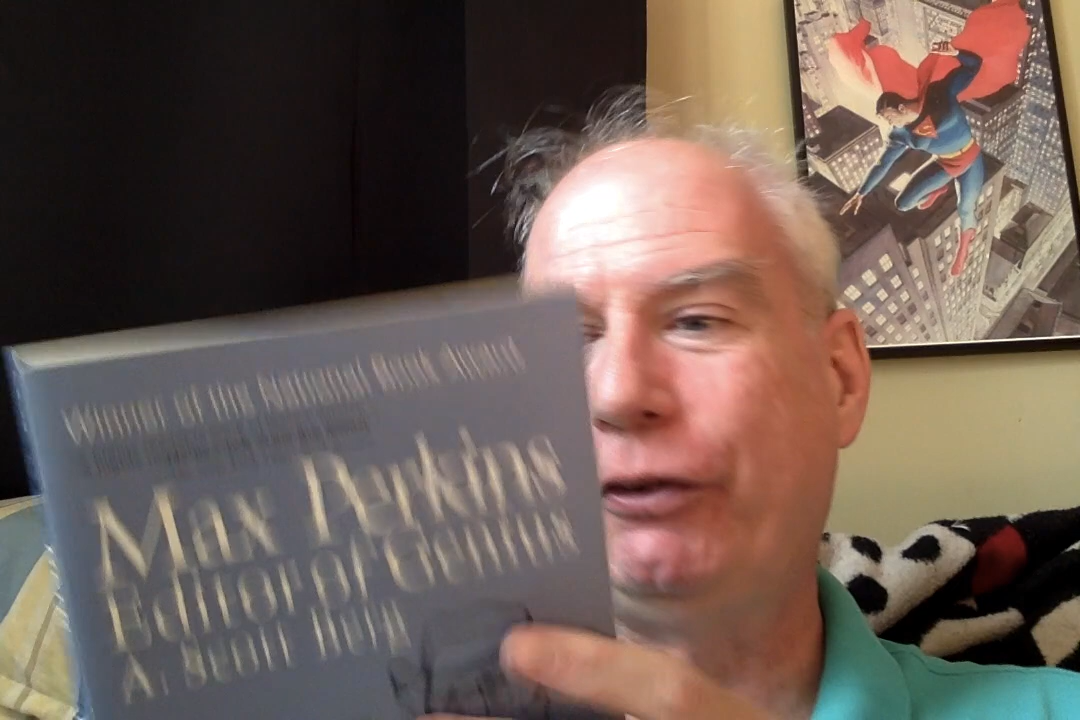 Winner of the National Book Award
Max Perkins
Editor of Genius
A. Scott Berg